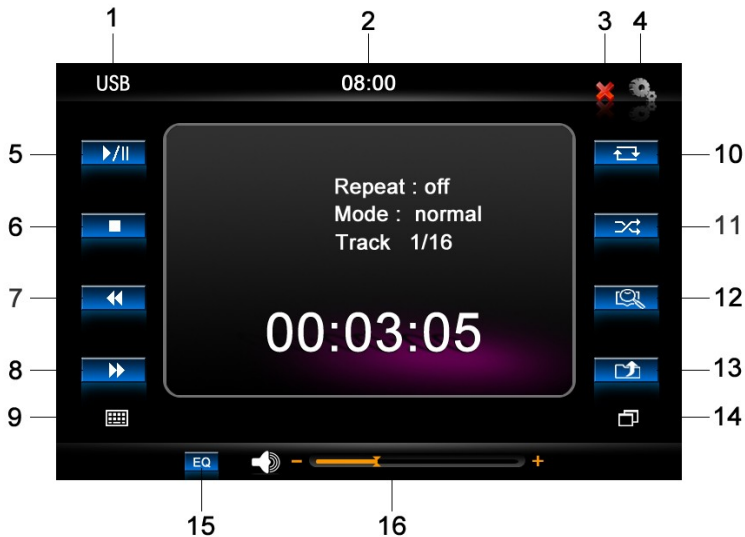 1 2 3 4
USB 08:00
5 10
Repeat : off
Mode : normal
6 11
Track 1/16
7 12
00:03:05
8 13
9 14
EQ - +
15 16